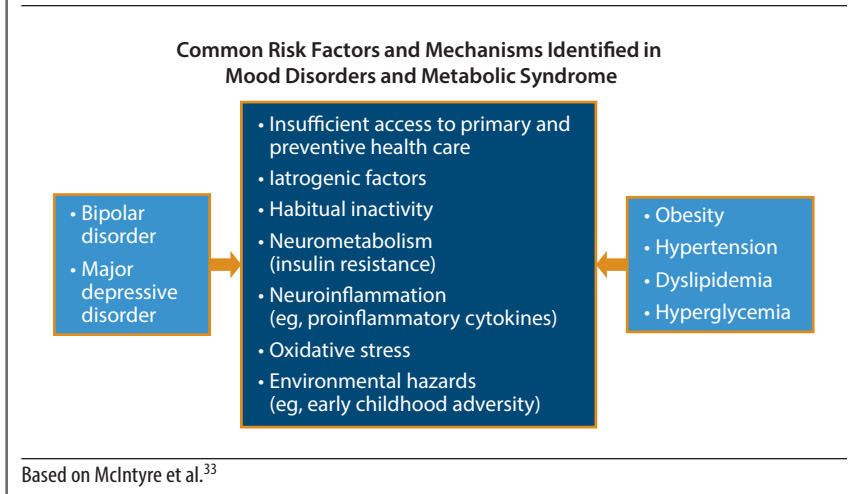 Common Risk Factors and Mechanisms Identified in
Mood Disorders and Metabolic Syndrome
• Bipolar
disorder
• Major
depressive
disorder
• Insufficient access to primary and
preventive health care
• Iatrogenic factors
• Habitual inactivity
• Neurometabolism
(insulin resistance)
• Neuroinflammation
(eg, proinflammatory cytokines)
• Oxidative stress
• Environmental hazards
(eg, early childhood adversity)
• Obesity
• Hypertension
• Dyslipidemia
• Hyperglycemia
Based on McIntyre et al.33